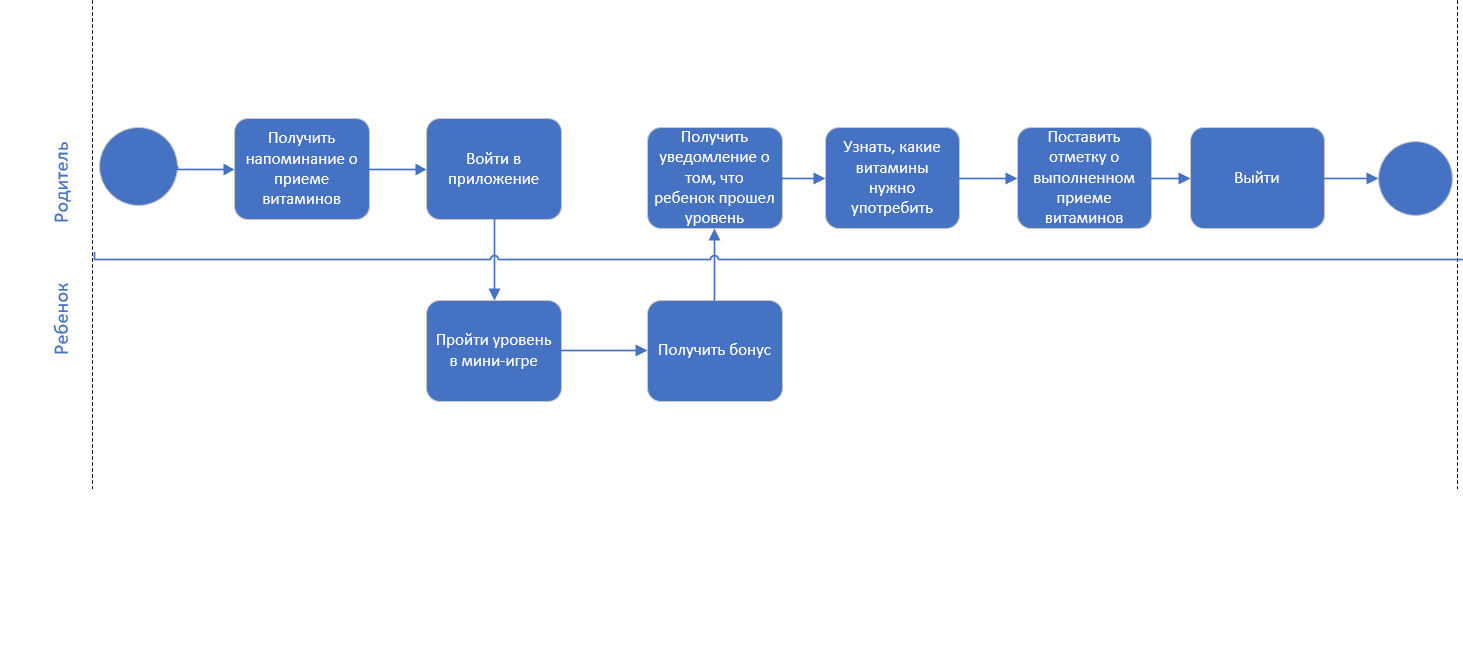 Родитель
Получить
напоминание о
приеме
витаминов
Войти в
приложение
Получить
уведомление о
том, что
ребенок прошел
уровень
Узнать, какие
витамины
нужно
употребить
Поставить
отметку о
выполненном
приеме
витаминов
Выйти
Ребенок
Пройти уровень
в мини-игре
Получить бонус